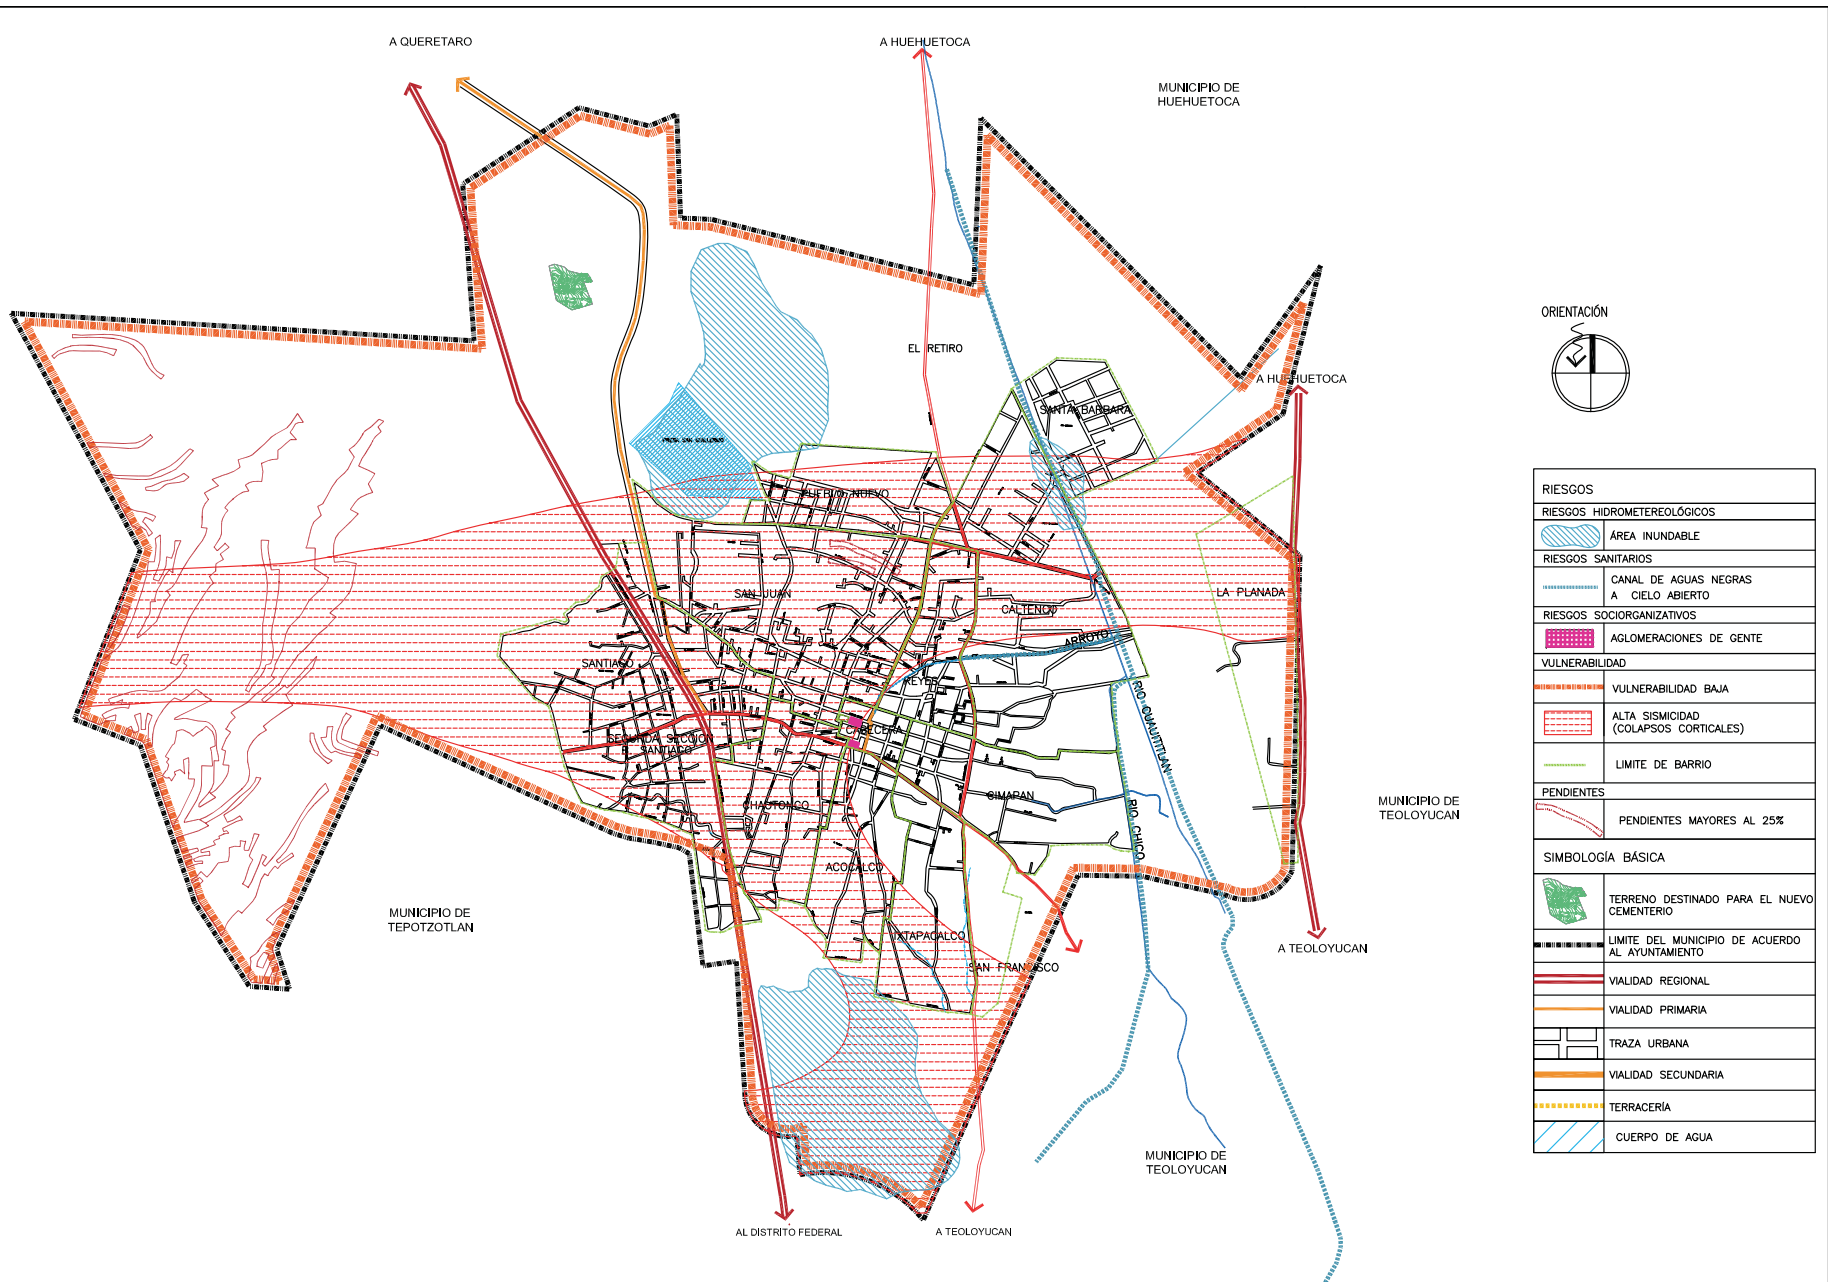 A QUERETARO
A HUEHUETOCA
MUNICIPIO DE
HUEHUETOCA
EL RETIRO
A HUEHUETOCA
SANTA BARBARA
PUEBLO NUEVO
SAN JUAN
CALTENCO
LA PLANADA
ARROYO
SANTIAGO
REYES
RIO CUAUTITLAN
CABECERA
SEGUNDA SECCION
B. SANTIAGO
CHAUTONCO
CIMAPAN
RIO CHICO
MUNICIPIO DE
TEOLOYUCAN
ACOCALCO
MUNICIPIO DE
TEPOTZOTLAN
IXTAPACALCO
SAN FRANCISCO
A TEOLOYUCAN
MUNICIPIO DE
TEOLOYUCAN
AL DISTRITO FEDERAL
A TEOLOYUCAN
ORIENTACIÓN
RIESGOS
RIESGOS HIDROMETEREOLÓGICOS
ÁREA INUNDABLE
RIESGOS SANITARIOS
CANAL DE AGUAS NEGRAS
A CIELO ABIERTO
RIESGOS SOCIORGANIZATIVOS
AGLOMERACIONES DE GENTE
VULNERABILIDAD
VULNERABILIDAD BAJA
ALTA SISMICIDAD
(COLAPSOS CORTICALES)
LIMITE DE BARRIO
PENDIENTES
PENDIENTES MAYORES AL 25%
SIMBOLOGÍA BÁSICA
TERRENO DESTINADO PARA EL NUEVO
CEMENTERIO
LIMITE DEL MUNICIPIO DE ACUERDO
AL AYUNTAMIENTO
VIALIDAD REGIONAL
VIALIDAD PRIMARIA
TRAZA URBANA
VIALIDAD SECUNDARIA
TERRACERÍA
CUERPO DE AGUA